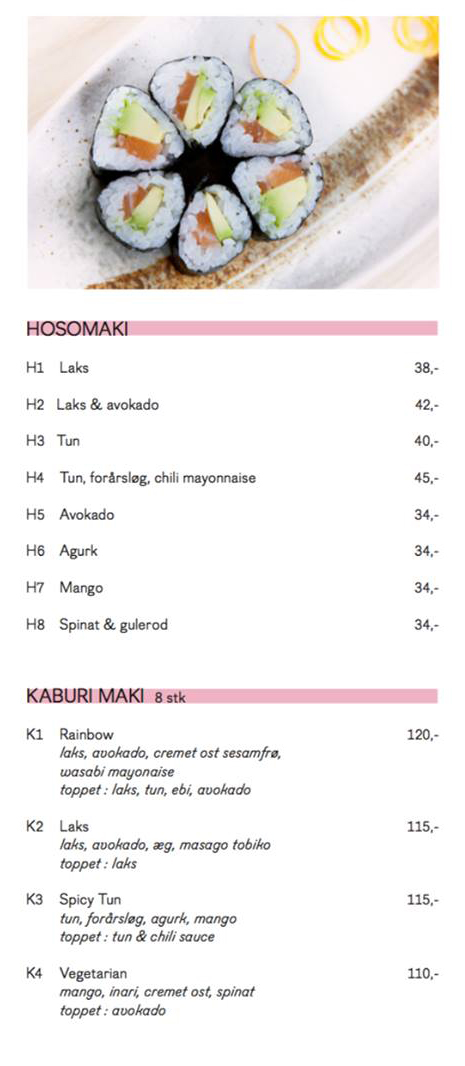 HOSOMAKI
H1 Laks 38,-
H2 Laks & avokado 42,-
H3 Tun 40,-
H4 Tun, forårsløg, chili mayonnaise 45,-
H5 Avokado 34,-
H6 Agurk 34,-
H7 Mango 34,-
H8 Spinat & gulerod 34,-
KABURI MAKI 8 stk
K1 Rainbow 120,-
laks, avokado, cremet ost sesamfrø,
wasabi mayonaise
toppet : laks, tun, ebi, avokado
K2 Laks 115,-
laks, avokado, æg, masago tobiko
toppet : laks
K3 Spicy Tun 115,-
tun, forårsløg, agurk, mango
toppet : tun & chili sauce
K4 Vegetarian 110,-
mango, inari, cremet ost, spinat
toppet : avokado